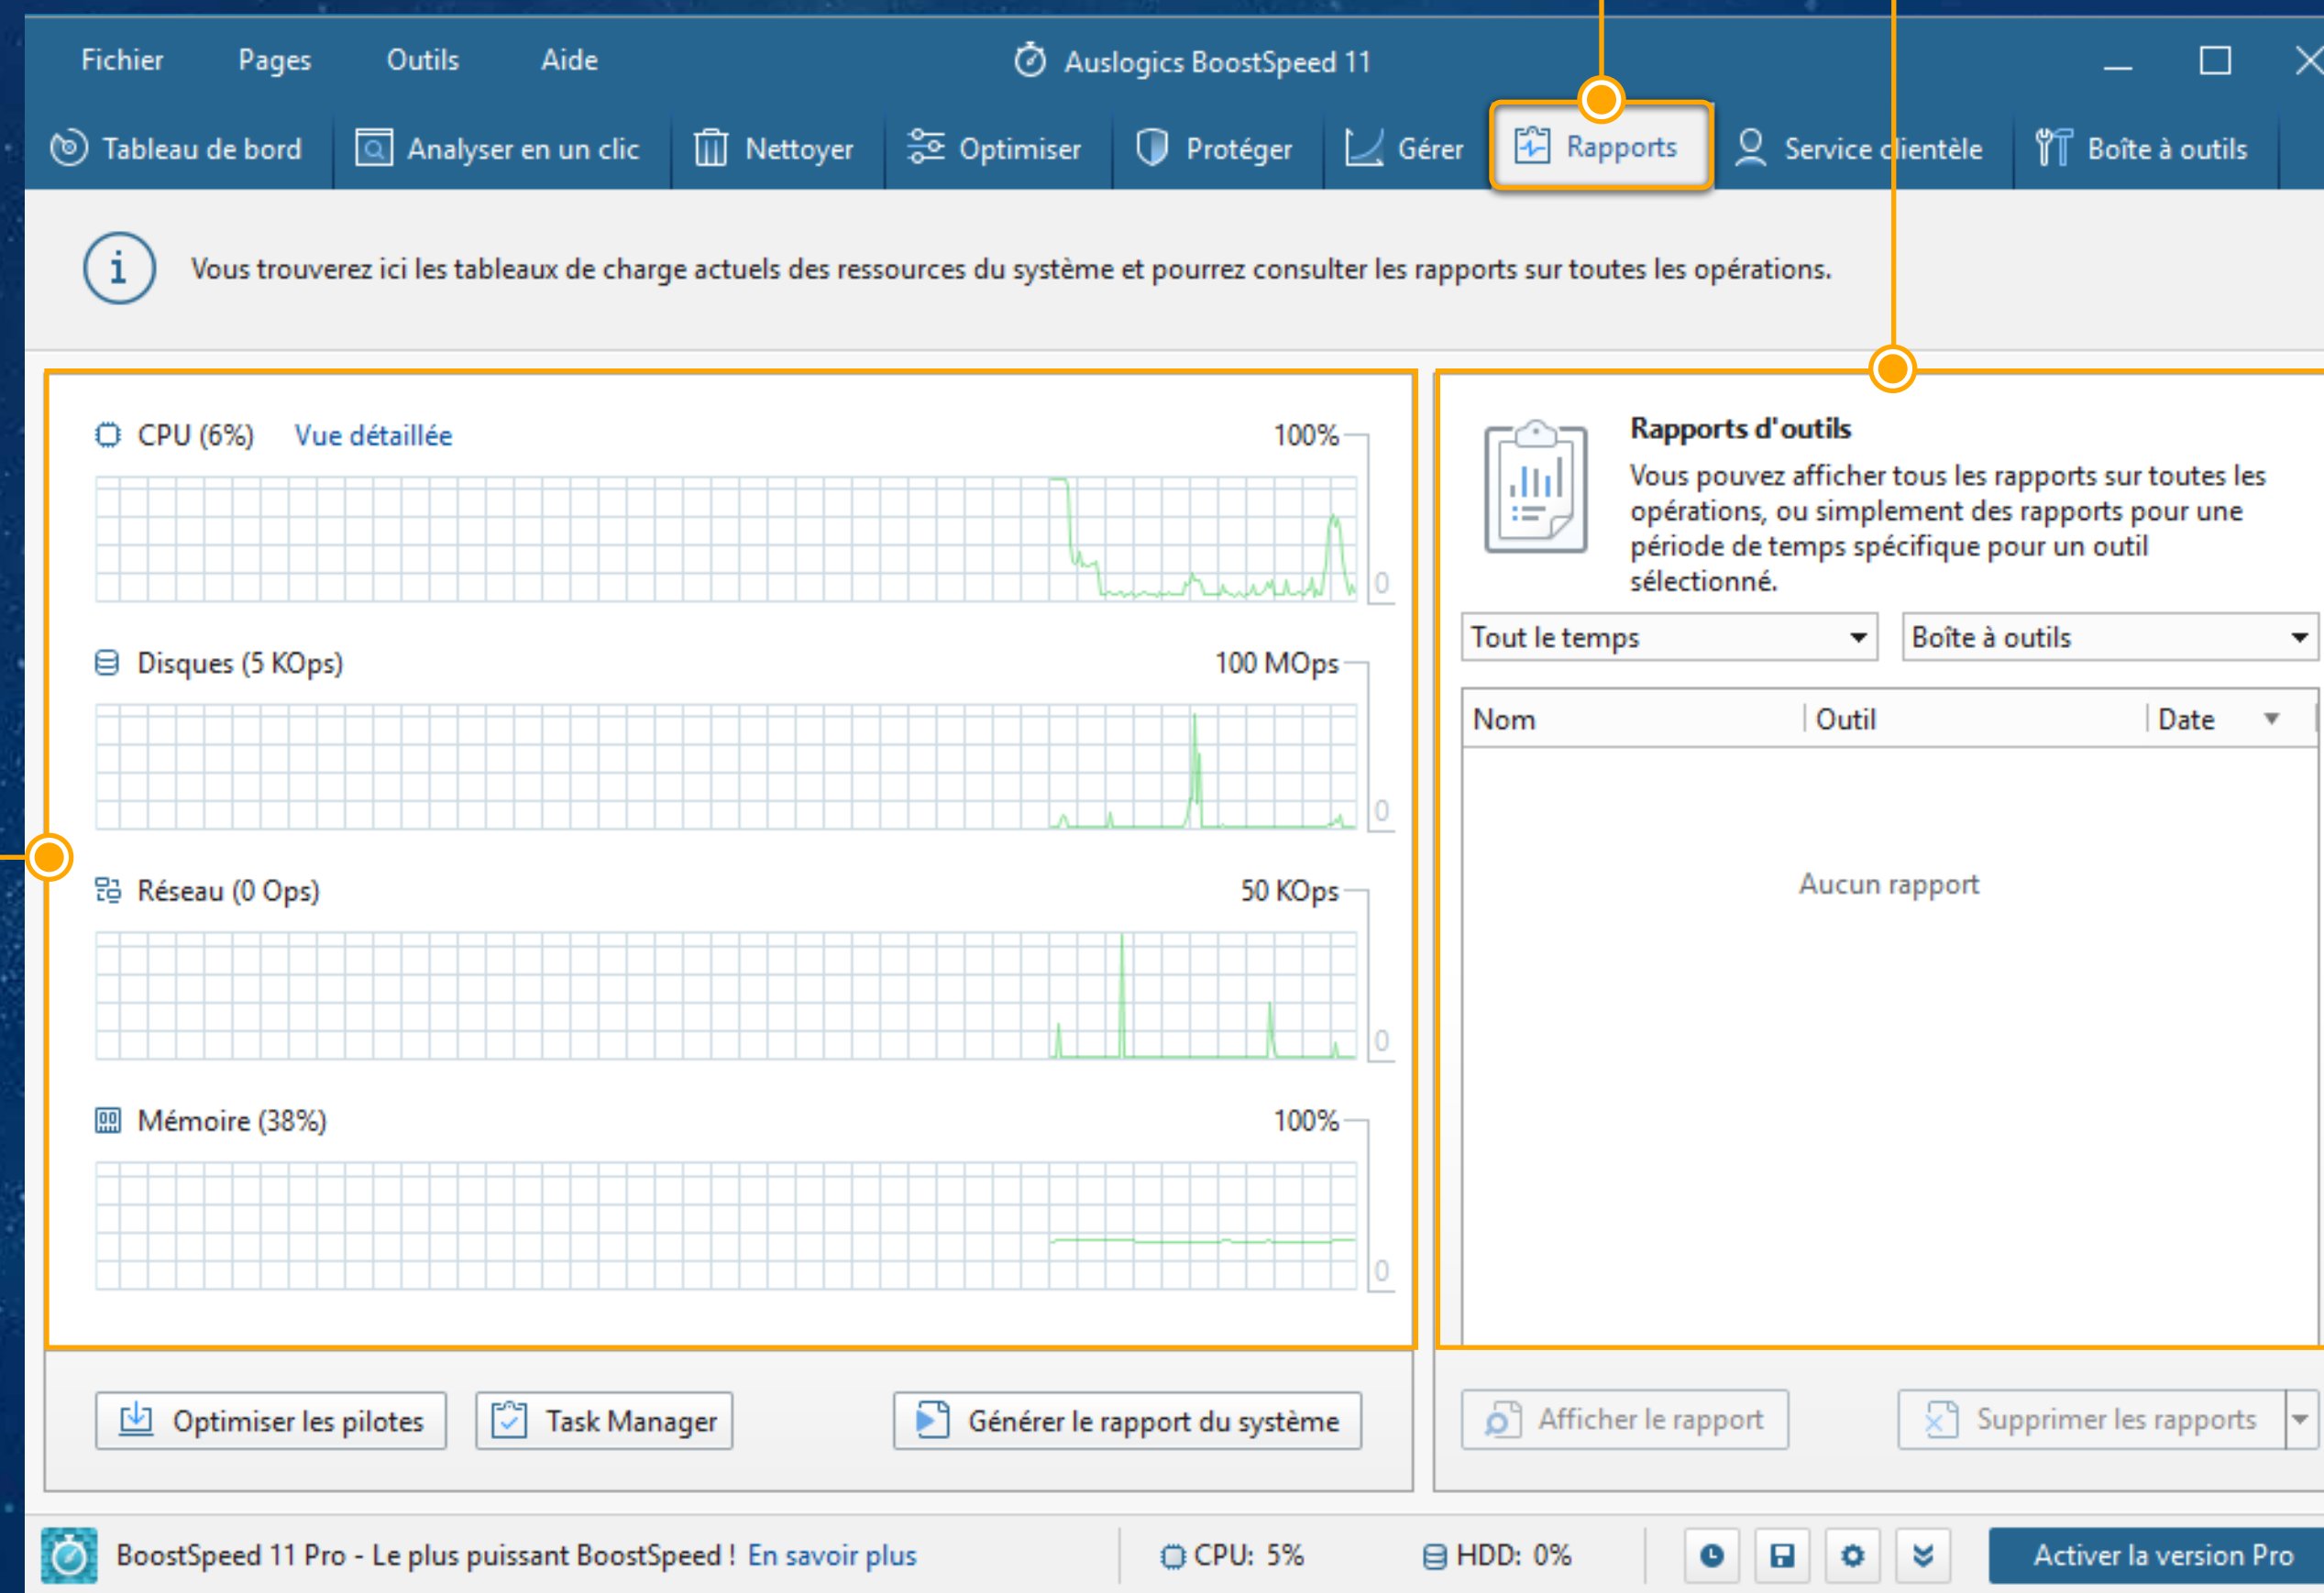 Fichier Pages Outils Aide Auslogics BoostSpeed 11
Tableau de bord Analyser en un clic Nettoyer Optimiser Protéger Gérer Rapports Service clientèle Boîte à outils
Vous trouverez ici les tableaux de charge actuels des ressources du système et pourrez consulter les rapports sur toutes les opérations.
CPU (6%) Vue détaillée 100%
0
Disques (5 KOps) 100 MOps
0
Réseau (0 Ops) 50 KOps
0
Mémoire (38%) 100%
0
Optimiser les pilotes Task Manager Générer le rapport du système
Rapports d'outils
Vous pouvez afficher tous les rapports sur toutes les
opérations, ou simplement des rapports pour une
période de temps spécifique pour un outil
sélectionné.
Tout le temps Boîte à outils
Nom Outil Date
Aucun rapport
Afficher le rapport Supprimer les rapports
BoostSpeed 11 Pro - Le plus puissant BoostSpeed ! En savoir plus CPU: 5% HDD: 0% Activer la version Pro